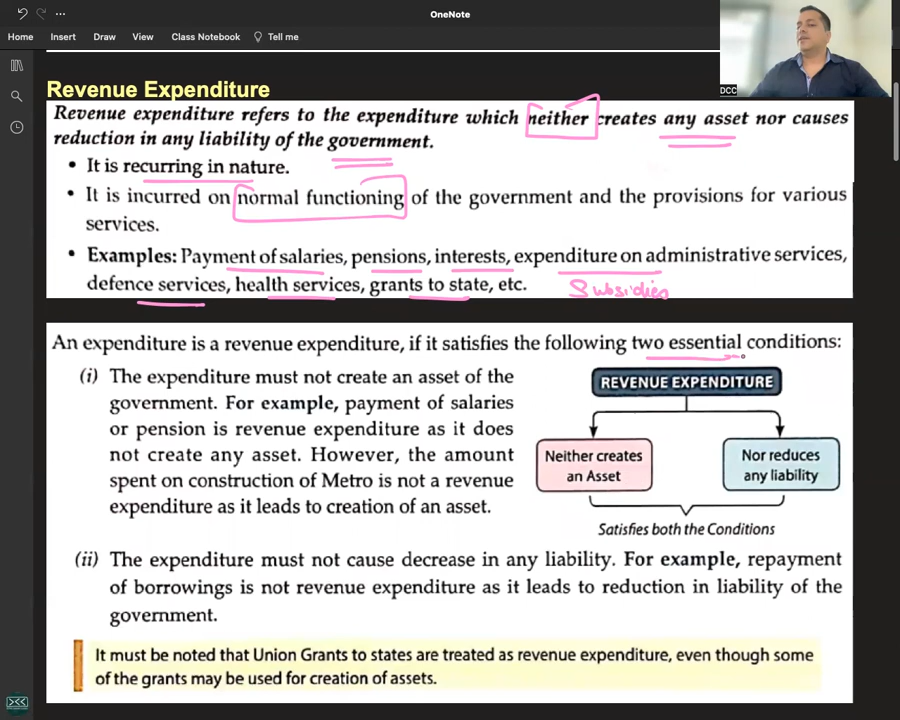 OneNote
Home Insert Draw View Class Notebook Tell me
DCC
Revenue Expenditure
Revenue expenditure refers to the expenditure which neither creates any asset nor causes
reduction in any liability of the government.
• It is recurring in nature.
• It is incurred on normal functioning of the government and the provisions for various
services.
• Examples: Payment of salaries, pensions, interests, expenditure on administrative services,
defence services, health services, grants to state, etc. Subsidies
An expenditure is a revenue expenditure, if it satisfies the following two essential conditions:
(i) The expenditure must not create an asset of the
government. For example, payment of salaries
or pension is revenue expenditure as it does
not create any asset. However, the amount
spent on construction of Metro is not a revenue
expenditure as it leads to creation of an asset.
REVENUE EXPENDITURE
Neither creates
an Asset
Nor reduces
any liability
Satisfies both the Conditions
(ii) The expenditure must not cause decrease in any liability. For example, repayment
of borrowings is not revenue expenditure as it leads to reduction in liability of the
government.
It must be noted that Union Grants to states are treated as revenue expenditure, even though some
of the grants may be used for creation of assets.